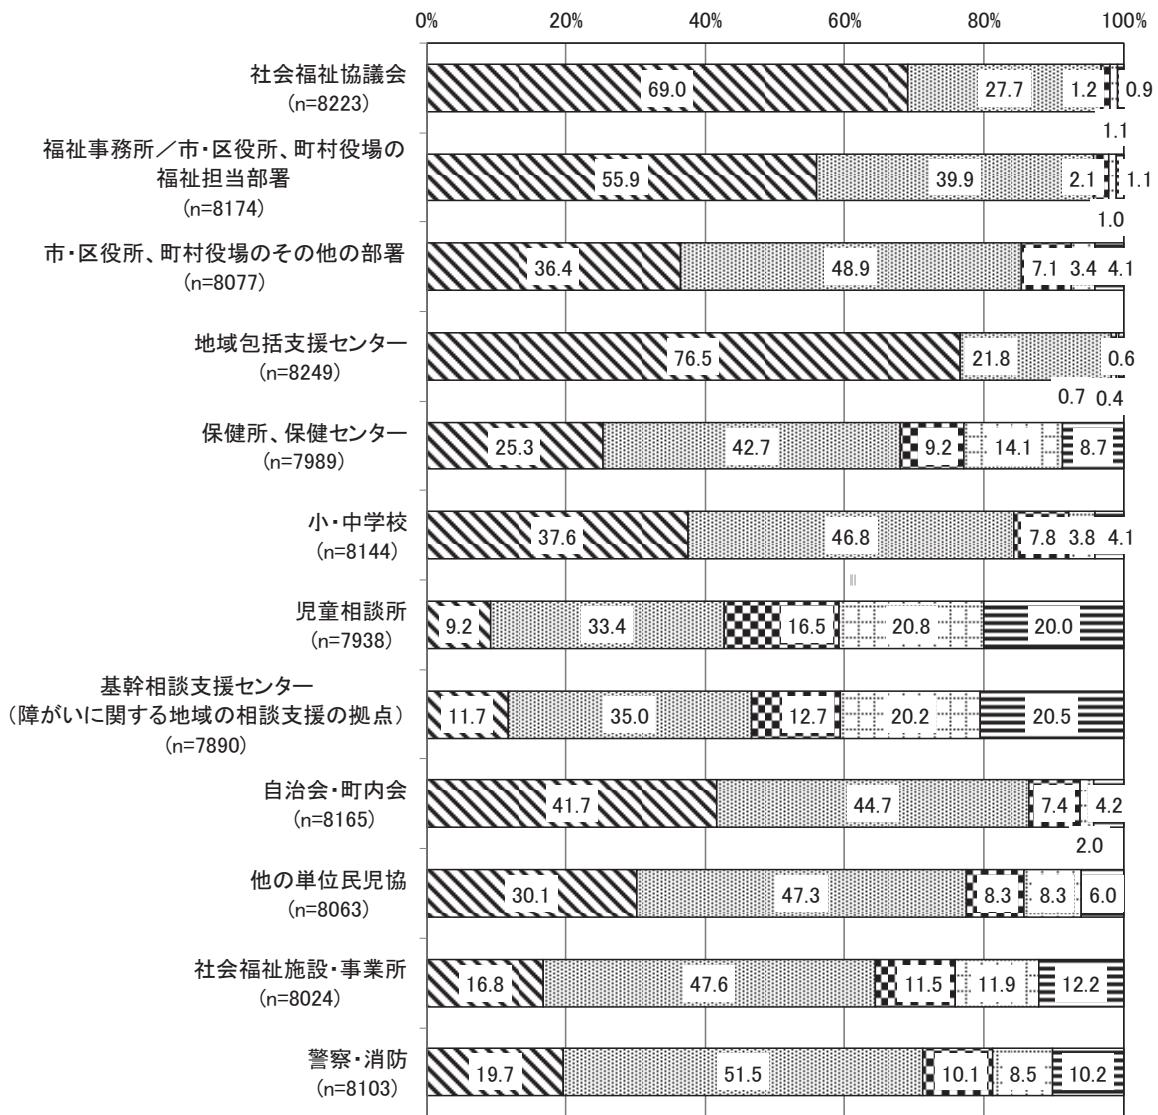 0% 20% 40% 60% 80% 100%
社会福祉協議会
(n=8223)
69.0 27.7 1.2 0.9
1.1
福祉事務所／市・区役所、町村役場の
福祉担当部署
(n=8174)
55.9 39.9 2.1 1.1
1.0
市・区役所、町村役場のその他の部署
(n=8077)
36.4 48.9 7.1 3.4 4.1
地域包括支援センター
(n=8249)
76.5 21.8 0.6
0.7 0.4
保健所、保健センター
(n=7989)
25.3 42.7 9.2 14.1 8.7
小・中学校
(n=8144)
37.6 46.8 7.8 3.8 4.1
児童相談所
(n=7938)
9.2 33.4 16.5 20.8 20.0
基幹相談支援センター
（障がいに関する地域の相談支援の拠点）
(n=7890)
11.7 35.0 12.7 20.2 20.5
自治会・町内会
(n=8165)
41.7 44.7 7.4 4.2
2.0
他の単位民児協
(n=8063)
30.1 47.3 8.3 8.3 6.0
社会福祉施設・事業所
(n=8024)
16.8 47.6 11.5 11.9 12.2
警察・消防
(n=8103)
19.7 51.5 10.1 8.5 10.2